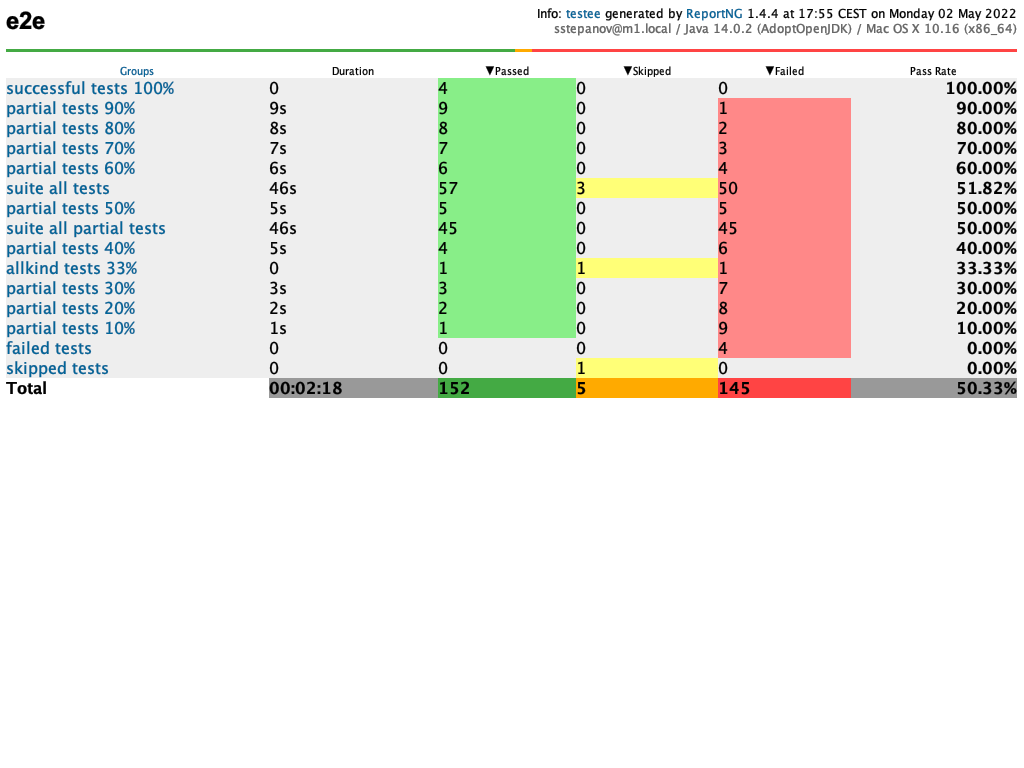 e2e
Info: testee generated by ReportNG 1.4.4 at 17:55 CEST on Monday 02 May 2022
sstepanov@m1.local / Java 14.0.2 (AdoptOpenJDK) / Mac OS X 10.16 (x86_64)
Groups Duration ▼Passed ▼Skipped ▼Failed Pass Rate
successful tests 100% 0 4 0 0 100.00%
partial tests 90% 9s 9 0 1 90.00%
partial tests 80% 8s 8 0 2 80.00%
partial tests 70% 7s 7 0 3 70.00%
partial tests 60% 6s 6 0 4 60.00%
suite all tests 46s 57 3 50 51.82%
partial tests 50% 5s 5 0 5 50.00%
suite all partial tests 46s 45 0 45 50.00%
partial tests 40% 5s 4 0 6 40.00%
allkind tests 33% 0 1 1 1 33.33%
partial tests 30% 3s 3 0 7 30.00%
partial tests 20% 2s 2 0 8 20.00%
partial tests 10% 1s 1 0 9 10.00%
failed tests 0 0 0 4 0.00%
skipped tests 0 0 1 0 0.00%
Total 00:02:18 152 5 145 50.33%